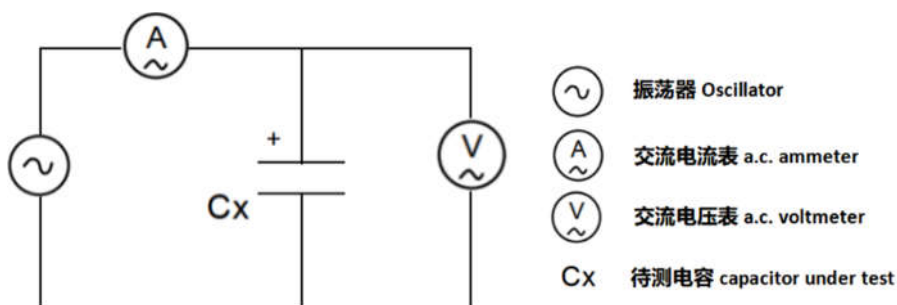 A
+
V
Cx
振荡器 Oscillator
A
交流电流表 a.c. ammeter
V
交流电压表 a.c. voltmeter
Cx 待测电容 capacitor under test